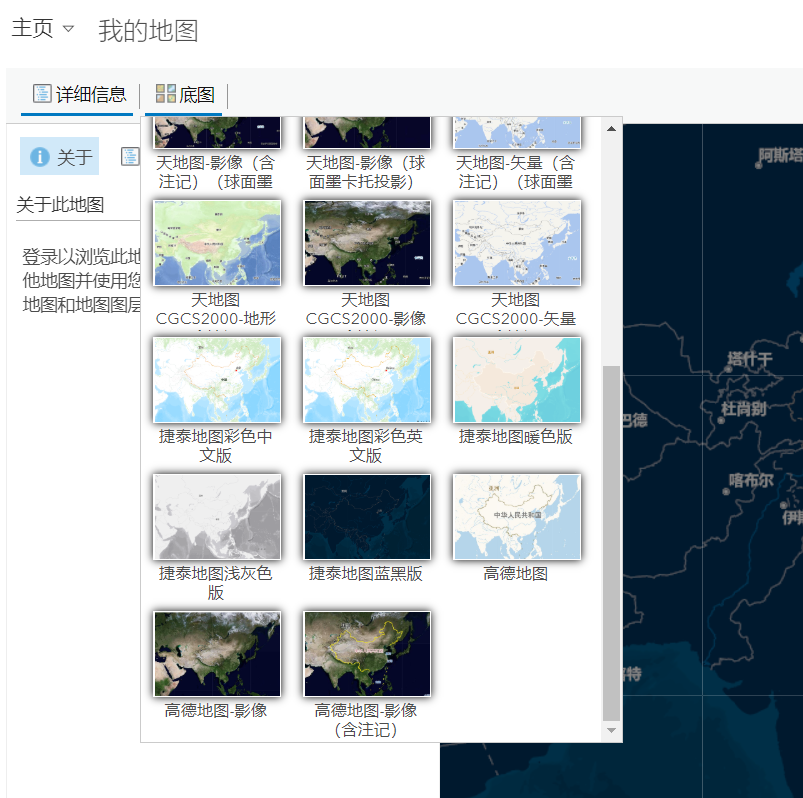 主页 我的地图
详细信息 底图
关于
关于此地图
登录以浏览此地
他地图并使用您
地图和地图图层
天地图-影像（含
注记）（球面墨
天地图-影像（球
面墨卡托投影）
天地图-矢量（含
注记）（球面墨
天地图
CGCS2000-地形
天地图
CGCS2000-影像
天地图
CGCS2000-矢量
捷泰地图彩色中
文版
捷泰地图彩色英
文版
捷泰地图暖色版
捷泰地图浅灰色
版
捷泰地图蓝黑版
中华人民共和国
高德地图
高德地图-影像
高德地图-影像
（含注记）
阿斯塔
塔什干
杜尚别
巴德
喀布尔
伊斯
特